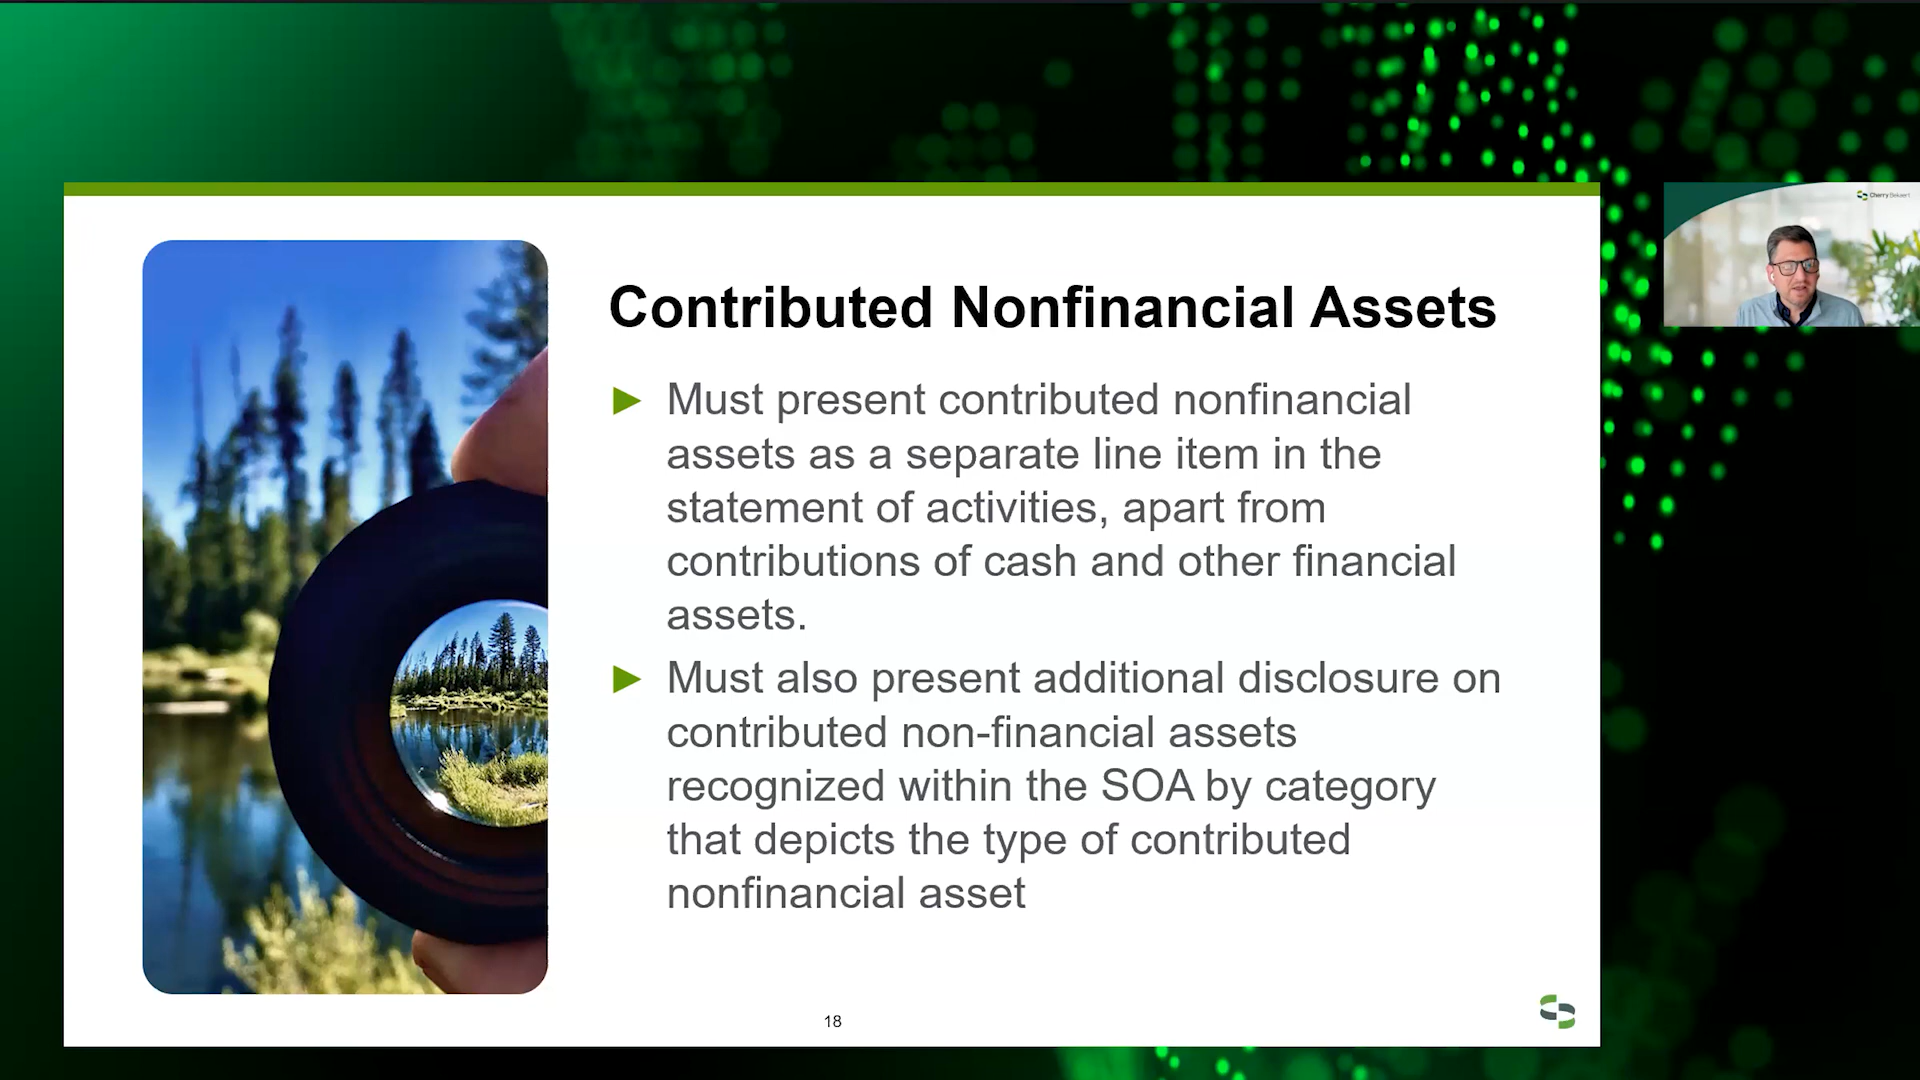 Cherry Bekaert
Contributed Nonfinancial Assets
Must present contributed nonfinancial
assets as a separate line item in the
statement of activities, apart from
contributions of cash and other financial
assets.
Must also present additional disclosure on
contributed non-financial assets
recognized within the SOA by category
that depicts the type of contributed
nonfinancial asset
18